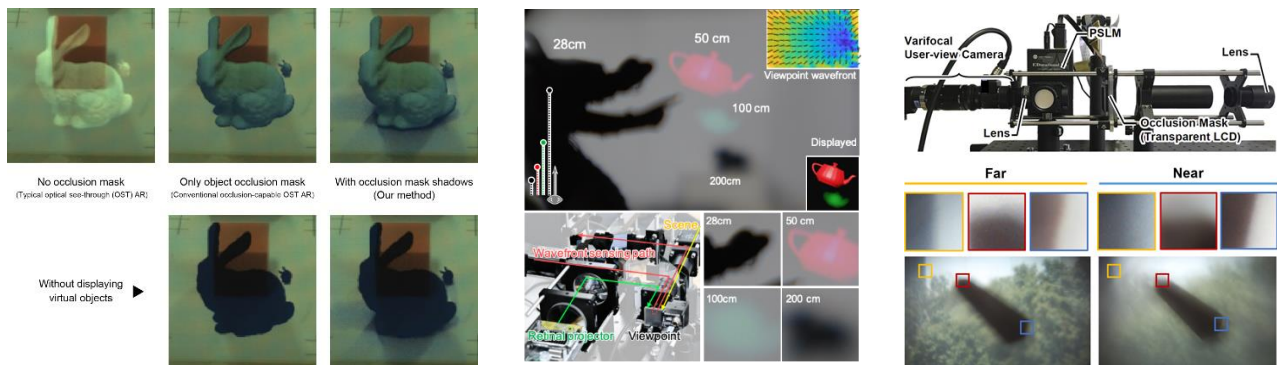 No occlusion mask
(Typical optical see-through (OST) AR)
Only object occlusion mask
(Conventional occlusion-capable OST AR)
With occlusion mask shadows
(Our method)
Without displaying
virtual objects
28cm
50 cm
Viewpoint wavefront
100 cm
Displayed
200cm
Scene
Wavefront sensing path
Retinal projector
Viewpoint
28cm
50 cm
100cm
200 cm
Varifocal
User-view Camera
PSLM
Lens
Lens
Occlusion Mask
(Transparent LCD)
Far
Near